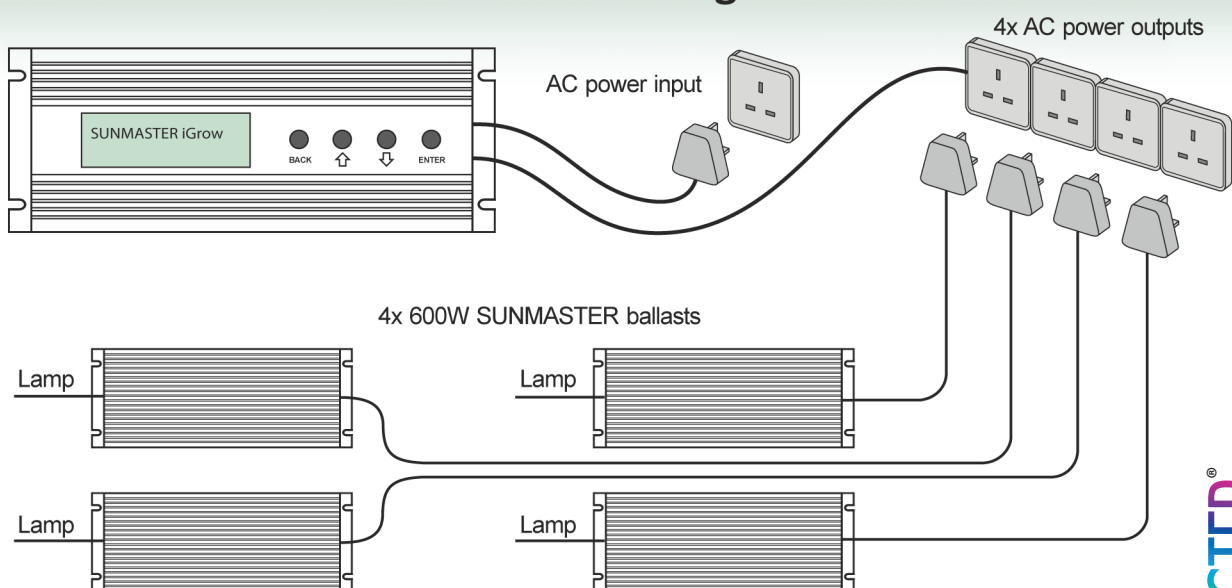 4x AC power outputs
AC power input
SUNMASTER iGrow
BACK
ENTER
4x 600W SUNMASTER ballasts
Lamp
Lamp
Lamp
Lamp